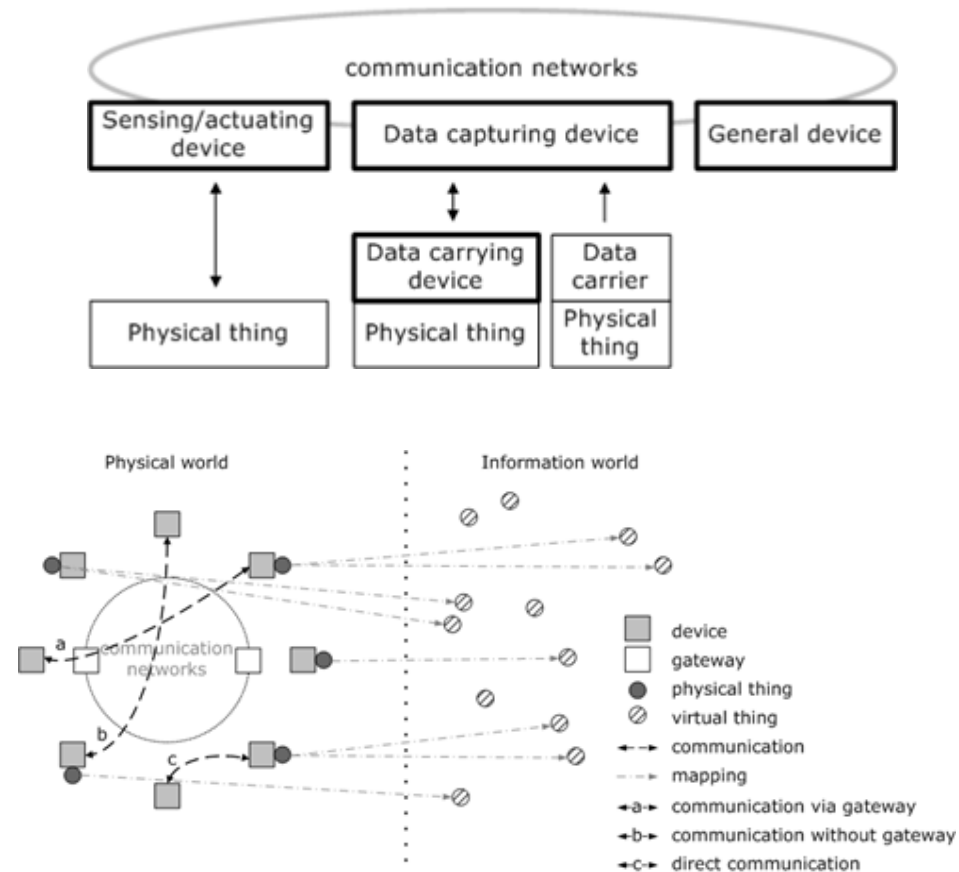 communication networks
Sensing/actuating
device
Data capturing device
General device
Data carrying
device
Data
carrier
Physical thing
Physical thing
Physical
thing
Physical world
Information world
a
communication
networks
b
c
device
gateway
physical thing
virtual thing
communication
mapping
a communication via gateway
b communication without gateway
c direct communication